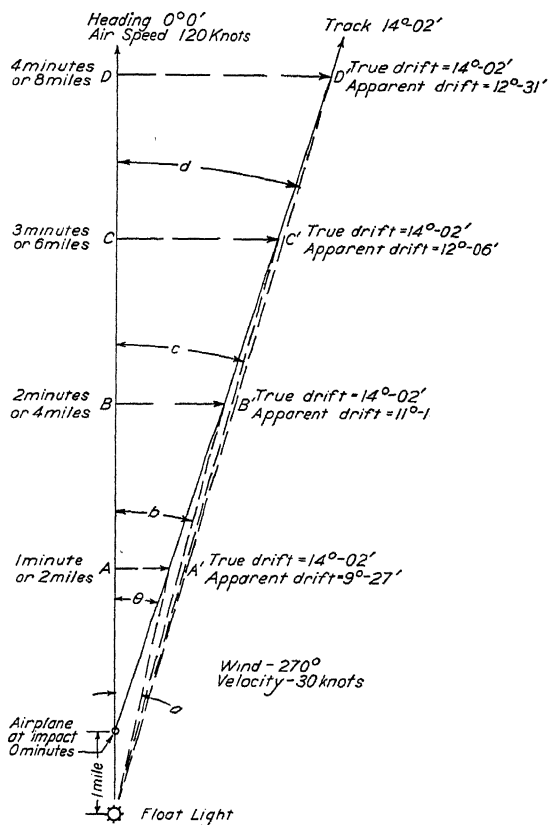 Heading 0°0'
Air Speed 120 Knots
Track 14°-02'
4 minutes
or 8 miles
D
D'
True drift = 14°-02'
Apparent drift = 12°-31'
d
3 minutes
or 6 miles
C
C'
True drift = 14°-02'
Apparent drift = 12°-06'
c
2 minutes
or 4 miles
B
B'
True drift = 14°-02'
Apparent drift = 11°-1
b
1 minute
or 2 miles
A
A'
True drift = 14°-02'
Apparent drift = 9°-27'
θ
Wind - 270°
Velocity - 30 knots
a
Airplane
at impact
0 minutes
1 mile
Float Light